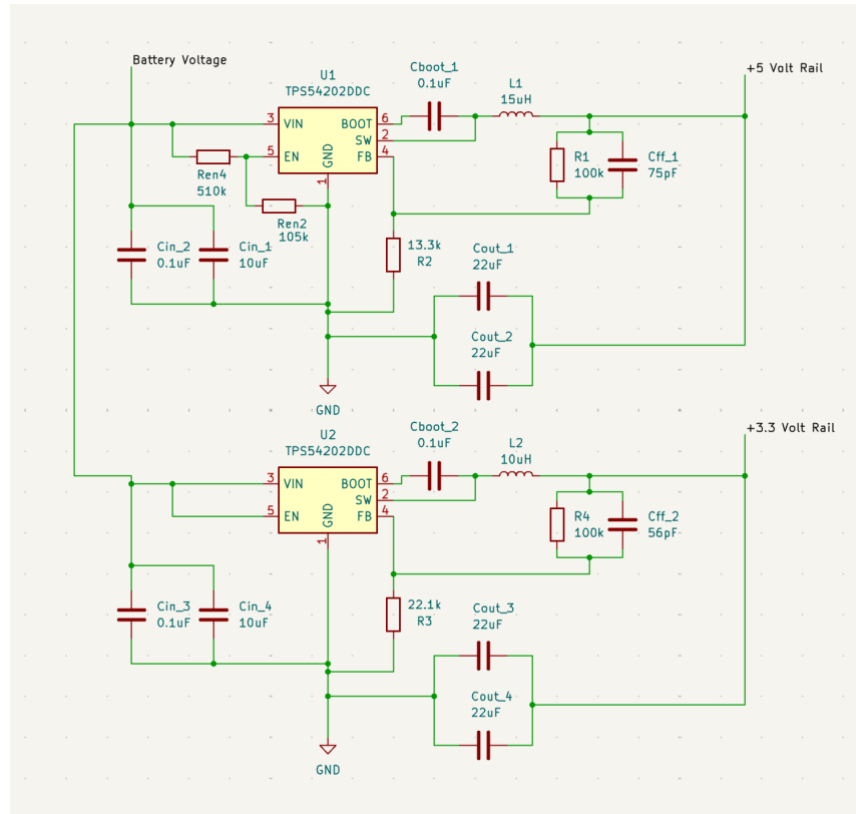 Battery Voltage
+5 Volt Rail
U1
TPS54202DDC
Cboot_1
0.1uF
L1
15uH
3 VIN
BOOT 6
SW 2
5 EN
FB 4
GND
1
Ren4
510k
Ren2
105k
R1
100k
Cff_1
75pF
Cin_2
0.1uF
Cin_1
10uF
13.3k
R2
Cout_1
22uF
Cout_2
22uF
GND
+3.3 Volt Rail
U2
TPS54202DDC
Cboot_2
0.1uF
L2
10uH
3 VIN
BOOT 6
SW 2
5 EN
FB 4
GND
1
R4
100k
Cff_2
56pF
Cin_3
0.1uF
Cin_4
10uF
22.1k
R3
Cout_3
22uF
Cout_4
22uF
GND